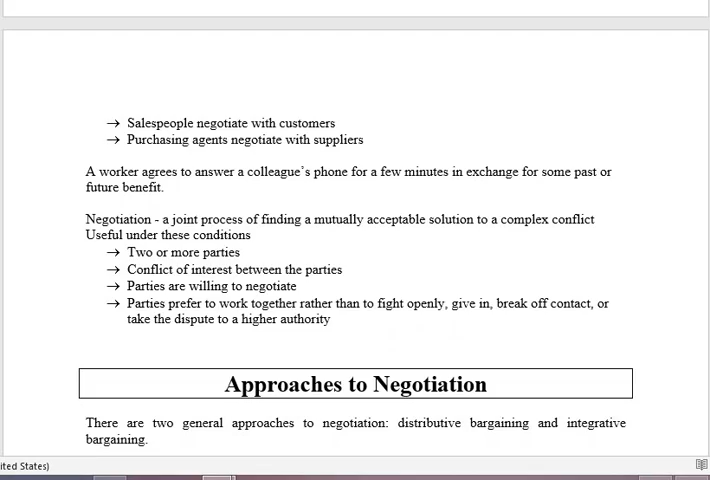 → Salespeople negotiate with customers
→ Purchasing agents negotiate with suppliers
A worker agrees to answer a colleague's phone for a few minutes in exchange for some past or
future benefit.
Negotiation - a joint process of finding a mutually acceptable solution to a complex conflict
Useful under these conditions
→ Two or more parties
→ Conflict of interest between the parties
→ Parties are willing to negotiate
→ Parties prefer to work together rather than to fight openly, give in, break off contact, or
take the dispute to a higher authority
Approaches to Negotiation
There are two general approaches to negotiation: distributive bargaining and integrative
bargaining.
ited States)